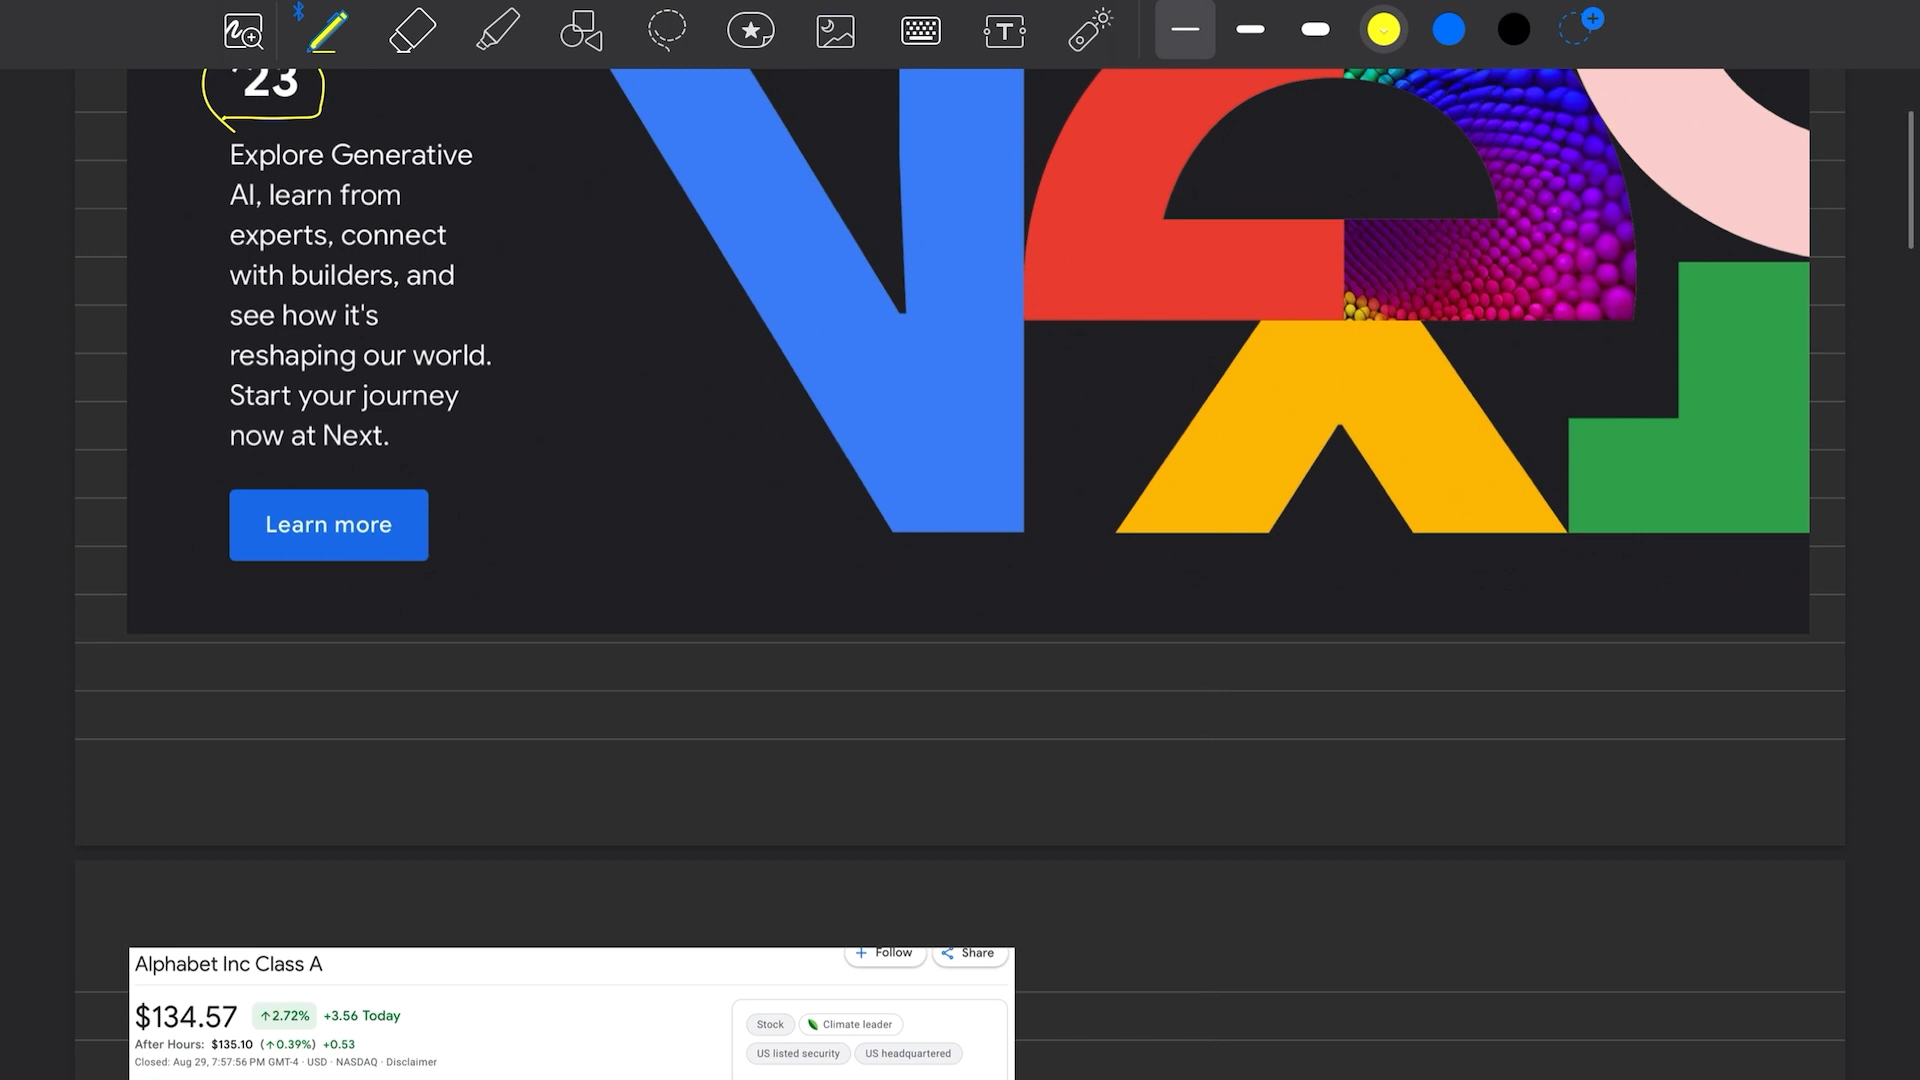 '23
Explore Generative
AI, learn from
experts, connect
with builders, and
see how it's
reshaping our world.
Start your journey
now at Next.
Learn more
Alphabet Inc Class A
+ Follow
Share
$134.57 ↑2.72% +3.56 Today
After Hours: $135.10 (↑0.39%) +0.53
Closed: Aug 29, 7:57:56 PM GMT-4 · USD · NASDAQ · Disclaimer
Stock
Climate leader
US listed security
US headquartered